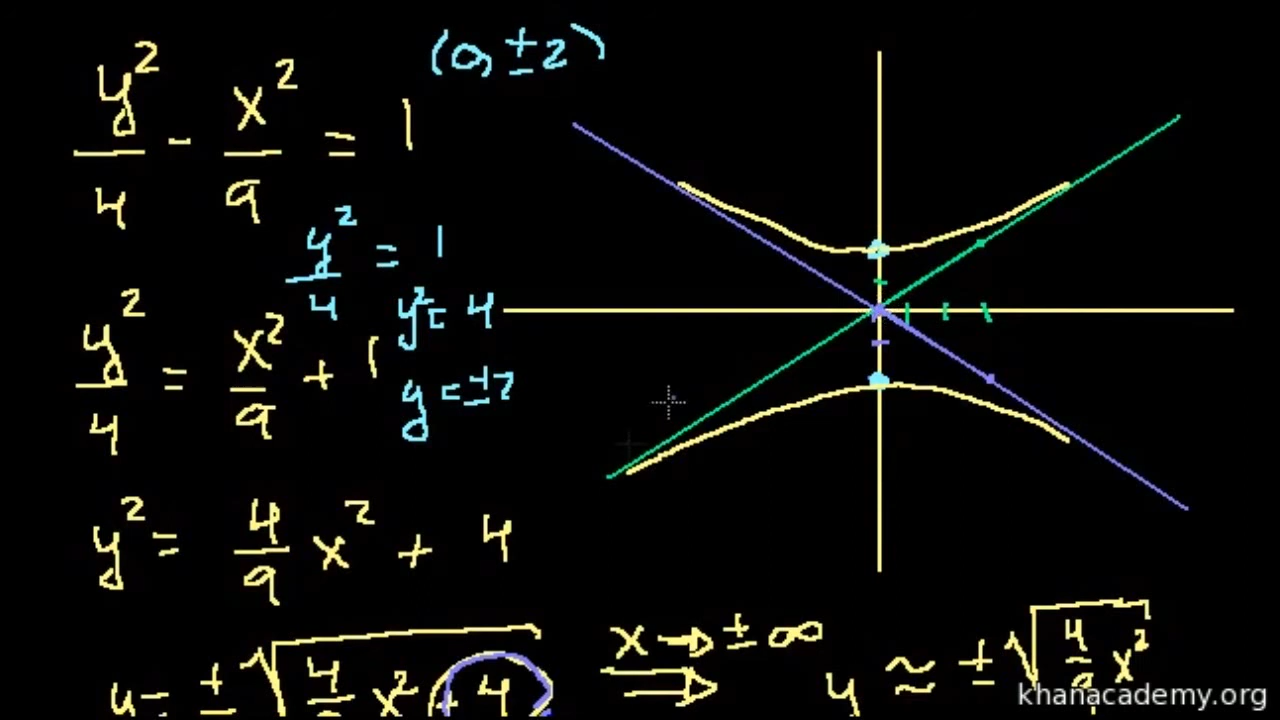 (0, ±2)
y²/4 - x²/9 = 1
y²/4 = 1
y² = 4
y = ±2
y²/4 = x²/9 + 1
y² = 4/9 x² + 4
y = ± √(4/9 x² + 4)
x → ± ∞
⇒
y ≈ ± √(4/9 x²)
khanacademy.org